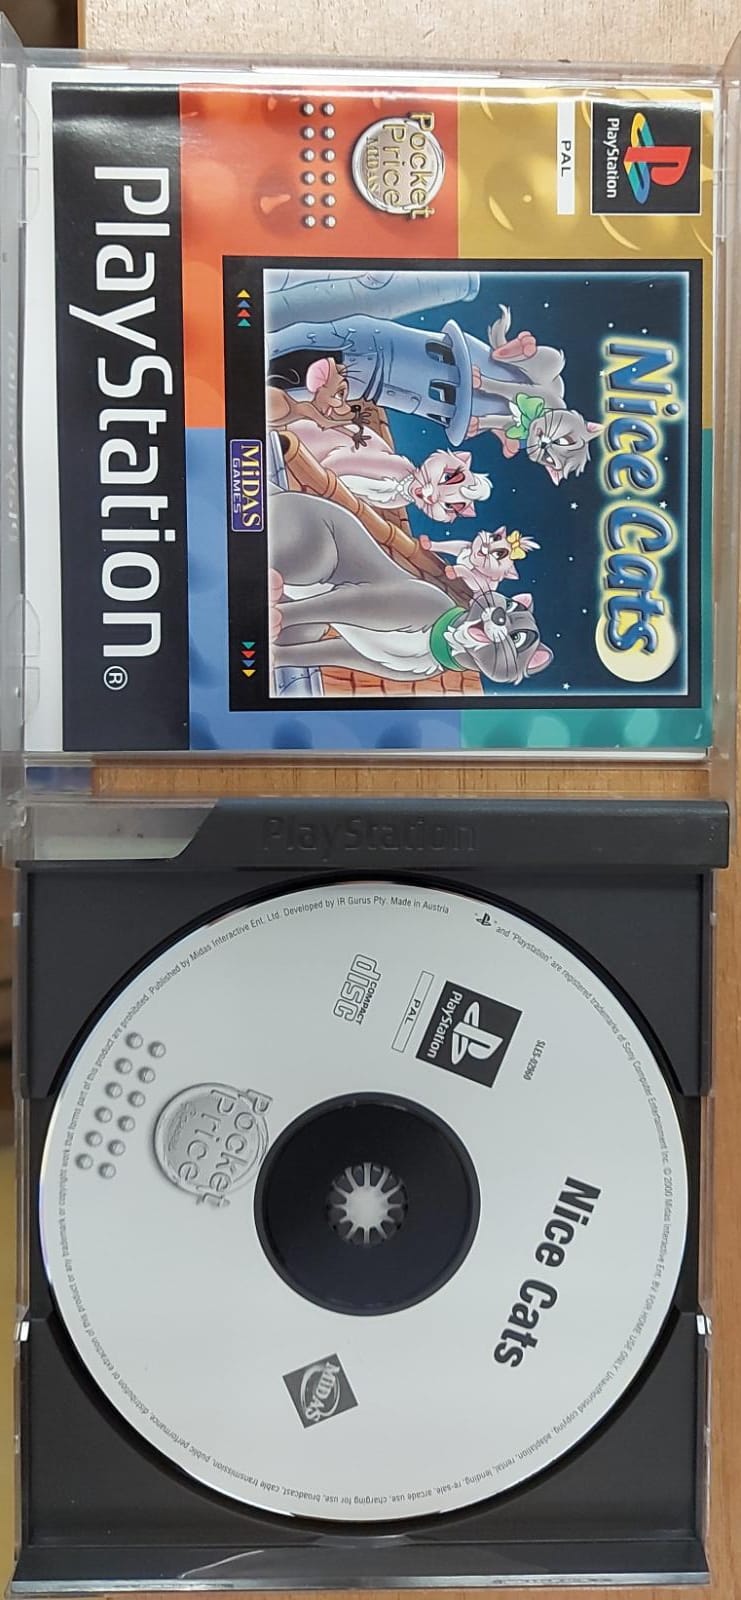 PlayStation
PAL
Pocket
Price
MIDAS
Nice Cats
MIDAS
GAMES
PlayStation®
PlayStation
Nice Cats
SLES-02960
PlayStation
PAL
COMPACT
disc
Pocket
Price
MIDAS
"P" and "Playstation" are registered trademarks of Sony Computer Entertainment Inc. © 2000 Midas Interactive Ent. BV FOR HOME USE ONLY. Unauthorised copying, adaptation, rental, lending, re-sale, arcade use, charging for use, broadcast, cable transmission, public performance, distribution or extraction of this product or any trademark or copyright work that forms part of this product are prohibited. Published by Midas Interactive Ent. Ltd. Developed by IR Gurus Pty. Made in Austria